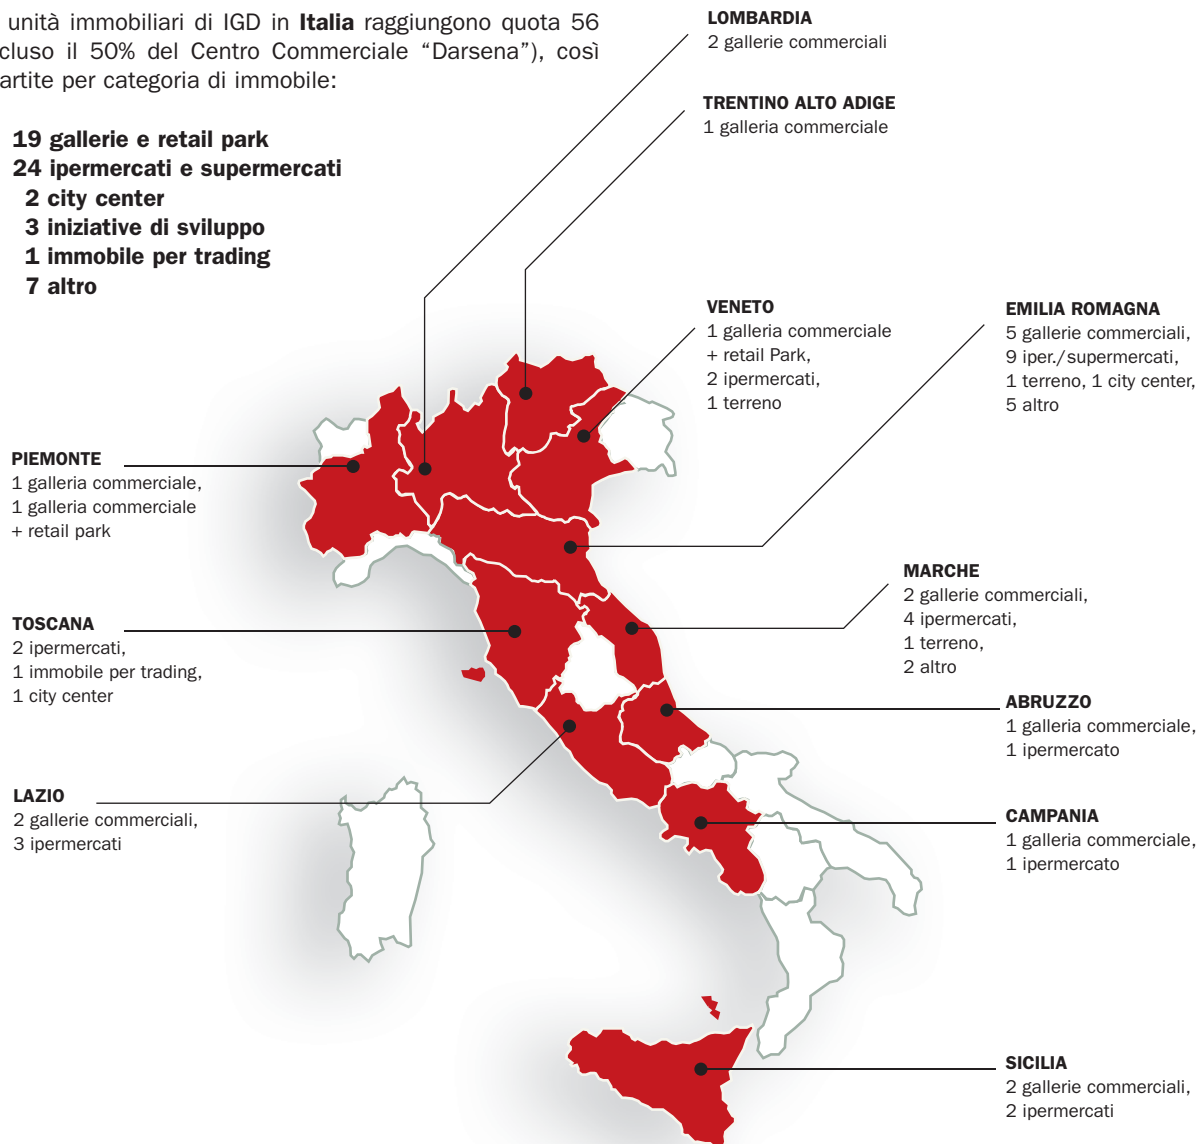 unità immobiliari di IGD in Italia raggiungono quota 56
cluso il 50% del Centro Commerciale “Darsena”), così
artite per categoria di immobile:
19 gallerie e retail park
24 ipermercati e supermercati
2 city center
3 iniziative di sviluppo
1 immobile per trading
7 altro
LOMBARDIA
2 gallerie commerciali
TRENTINO ALTO ADIGE
1 galleria commerciale
VENETO
1 galleria commerciale
+ retail Park,
2 ipermercati,
1 terreno
EMILIA ROMAGNA
5 gallerie commerciali,
9 iper./supermercati,
1 terreno, 1 city center,
5 altro
PIEMONTE
1 galleria commerciale,
1 galleria commerciale
+ retail park
MARCHE
2 gallerie commerciali,
4 ipermercati,
1 terreno,
2 altro
TOSCANA
2 ipermercati,
1 immobile per trading,
1 city center
ABRUZZO
1 galleria commerciale,
1 ipermercato
LAZIO
2 gallerie commerciali,
3 ipermercati
CAMPANIA
1 galleria commerciale,
1 ipermercato
SICILIA
2 gallerie commerciali,
2 ipermercati